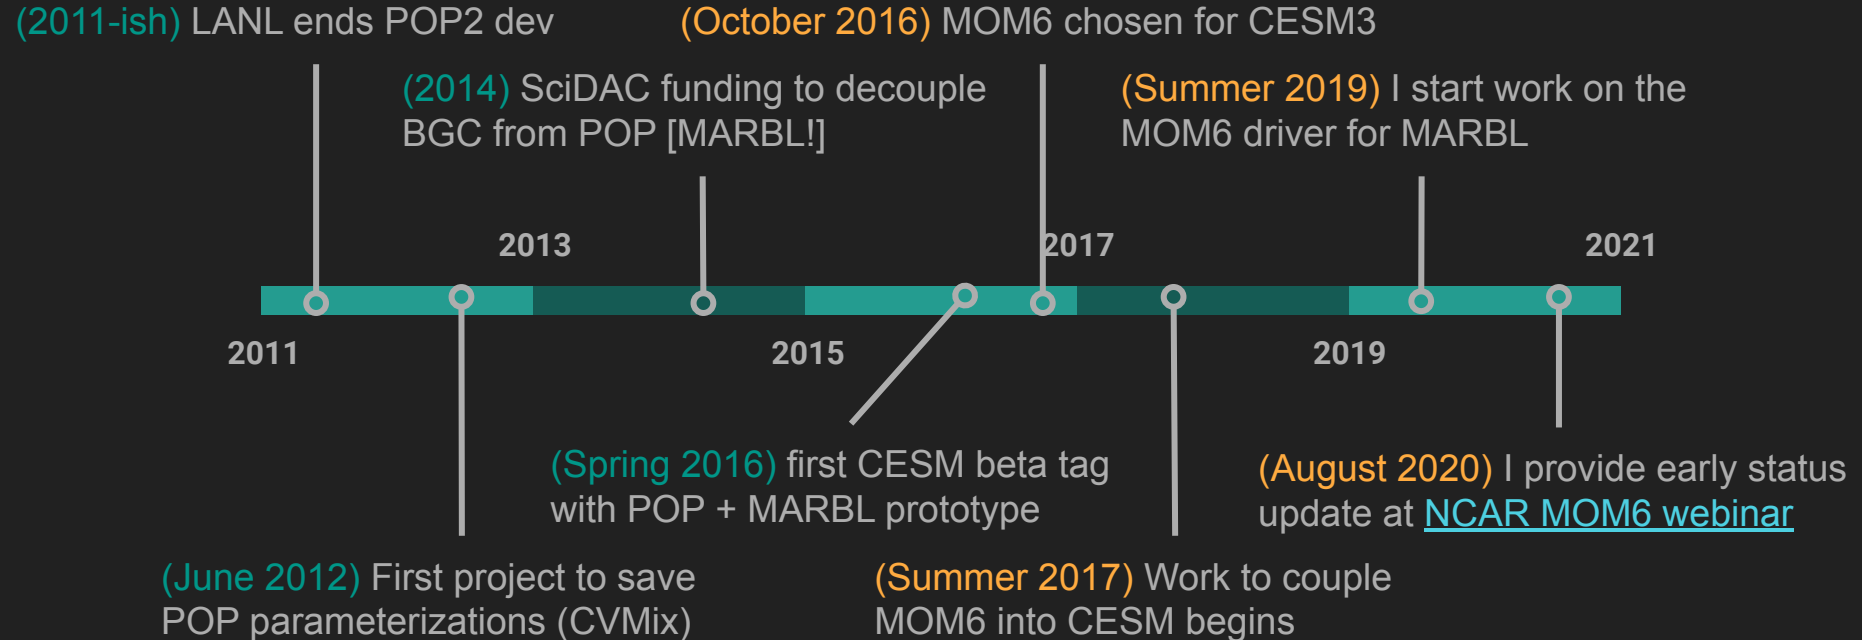 (2011-ish) LANL ends POP2 dev
(October 2016) MOM6 chosen for CESM3
(2014) SciDAC funding to decouple
BGC from POP [MARBL!]
(Summer 2019) I start work on the
MOM6 driver for MARBL
2013
2017
2021
2011
2015
2019
(Spring 2016) first CESM beta tag
with POP + MARBL prototype
(August 2020) I provide early status
update at NCAR MOM6 webinar
(June 2012) First project to save
POP parameterizations (CVMix)
(Summer 2017) Work to couple
MOM6 into CESM begins